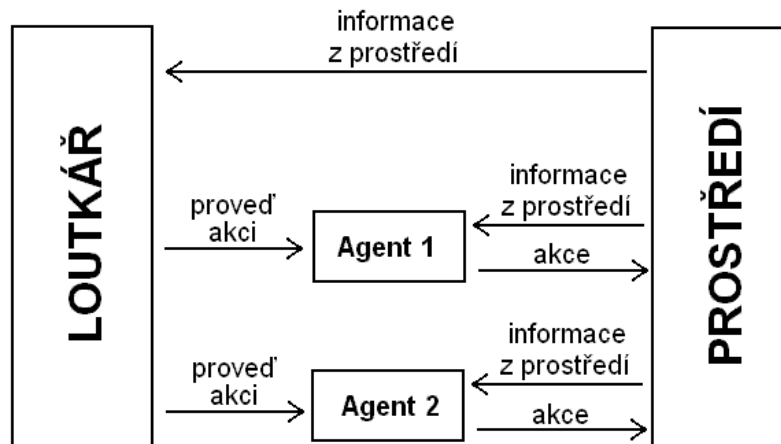 informace
z prostředí
LOUTKÁŘ
PROSTŘEDÍ
informace
z prostředí
proveď
akci
Agent 1
akce
informace
z prostředí
proveď
akci
Agent 2
akce